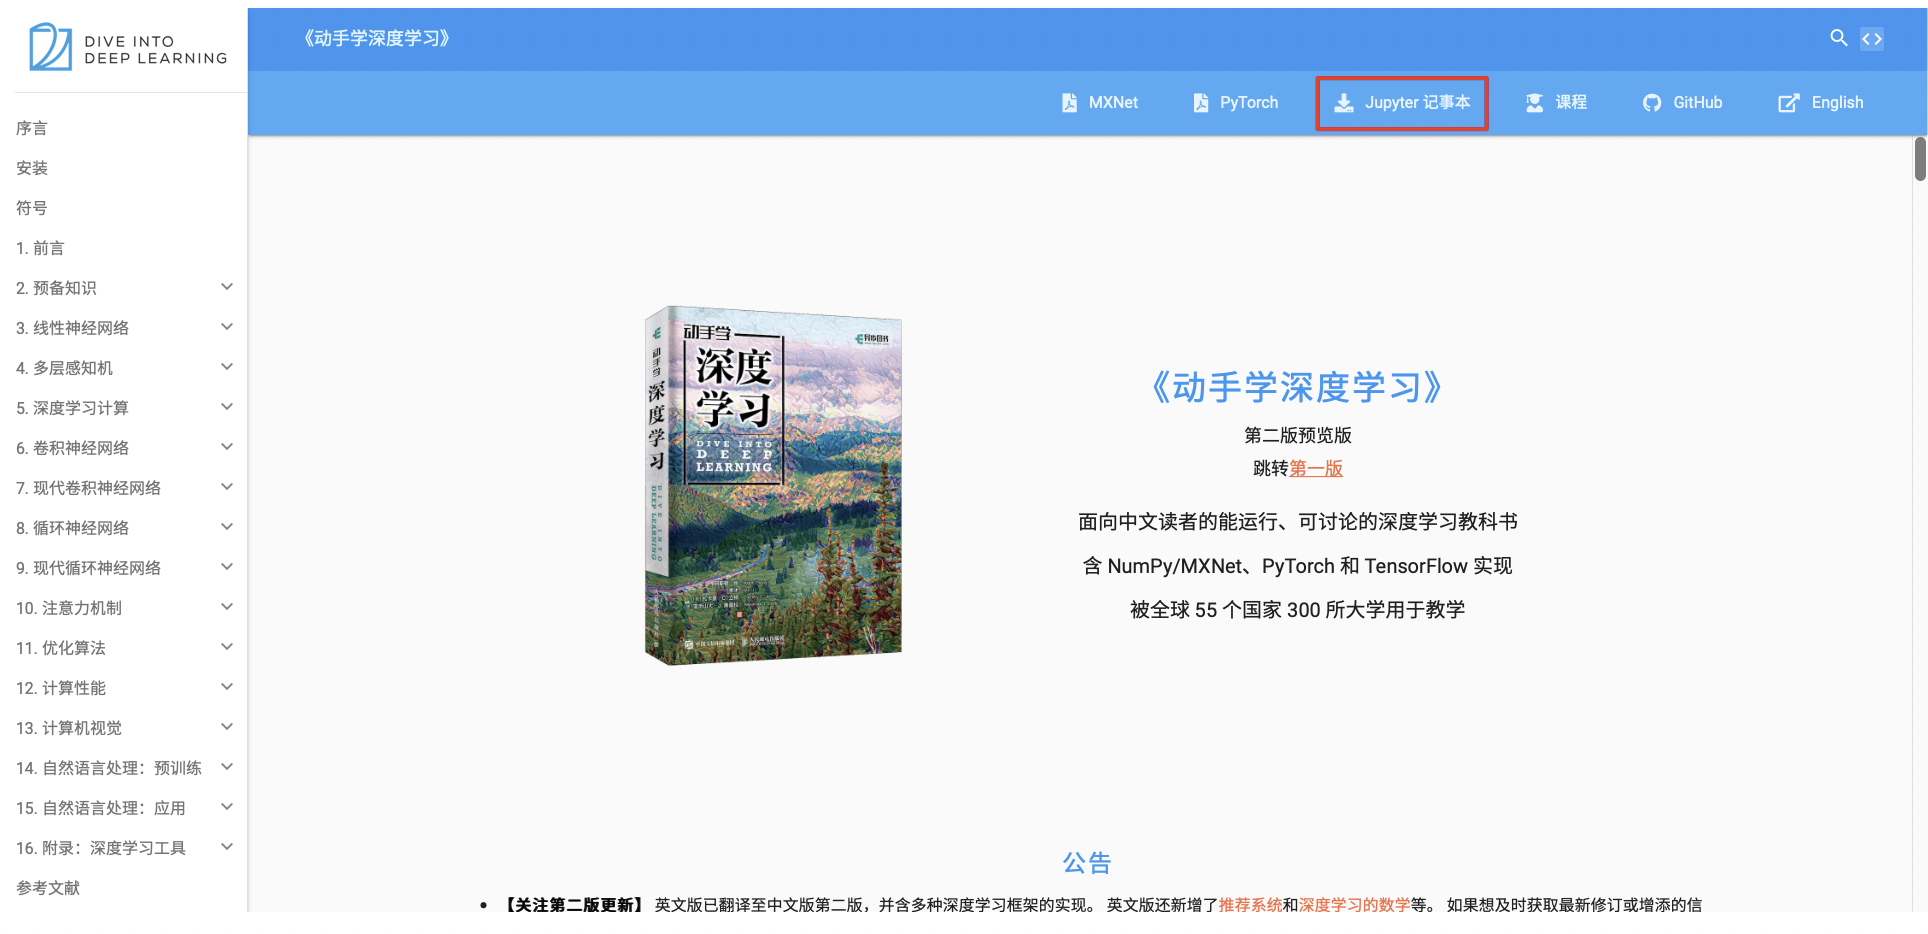 DIVE INTO
DEEP LEARNING
《动手学深度学习》
MXNet
PyTorch
Jupyter 记事本
课程
GitHub
English
序言
安装
符号
1. 前言
2. 预备知识
3. 线性神经网络
4. 多层感知机
5. 深度学习计算
6. 卷积神经网络
7. 现代卷积神经网络
8. 循环神经网络
9. 现代循环神经网络
10. 注意力机制
11. 优化算法
12. 计算性能
13. 计算机视觉
14. 自然语言处理：预训练
15. 自然语言处理：应用
16. 附录：深度学习工具
参考文献
动手学
深度
学习
DIVE INTO
DEEP
LEARNING
异步图书
动手学深度学习
DIVE INTO
DEEP LEARNING
《动手学深度学习》
第二版预览版
跳转第一版
面向中文读者的能运行、可讨论的深度学习教科书
含 NumPy/MXNet、PyTorch 和 TensorFlow 实现
被全球 55 个国家 300 所大学用于教学
公告
• 【关注第二版更新】 英文版已翻译至中文版第二版，并含多种深度学习框架的实现。 英文版还新增了推荐系统和深度学习的数学等。 如果想及时获取最新修订或增添的信